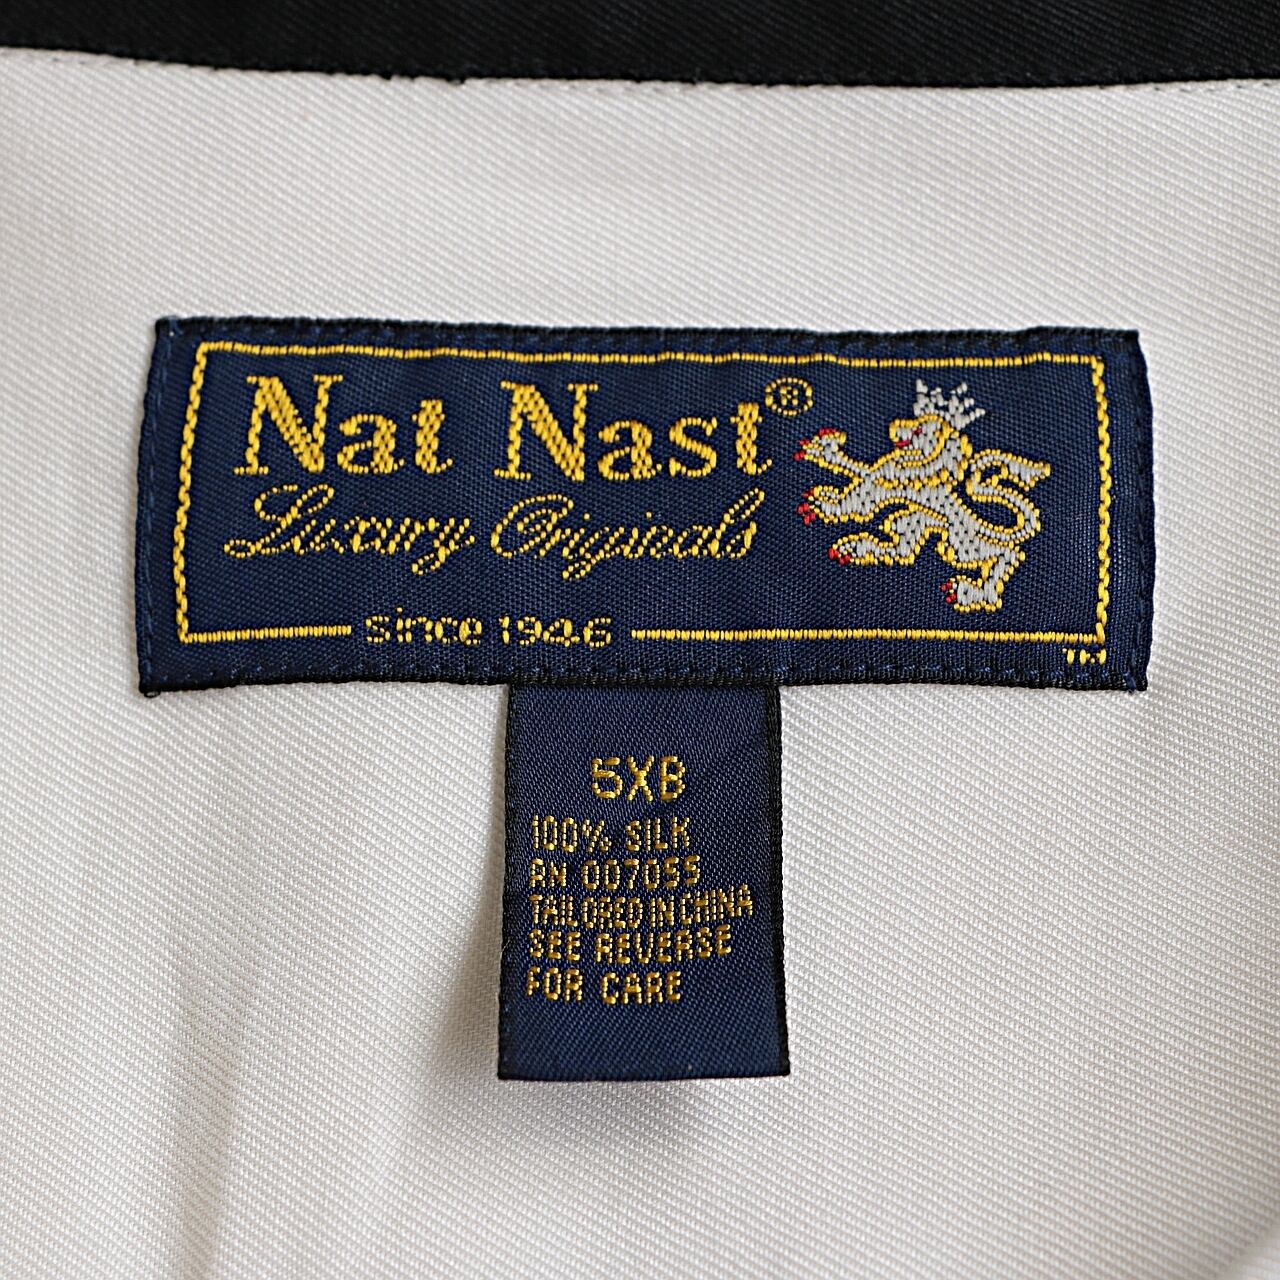 Nat Nast®
Luxury Originals
since 1946
TM
5XB
100% SILK
RN 007055
TAILORED IN CHINA
SEE REVERSE
FOR CARE